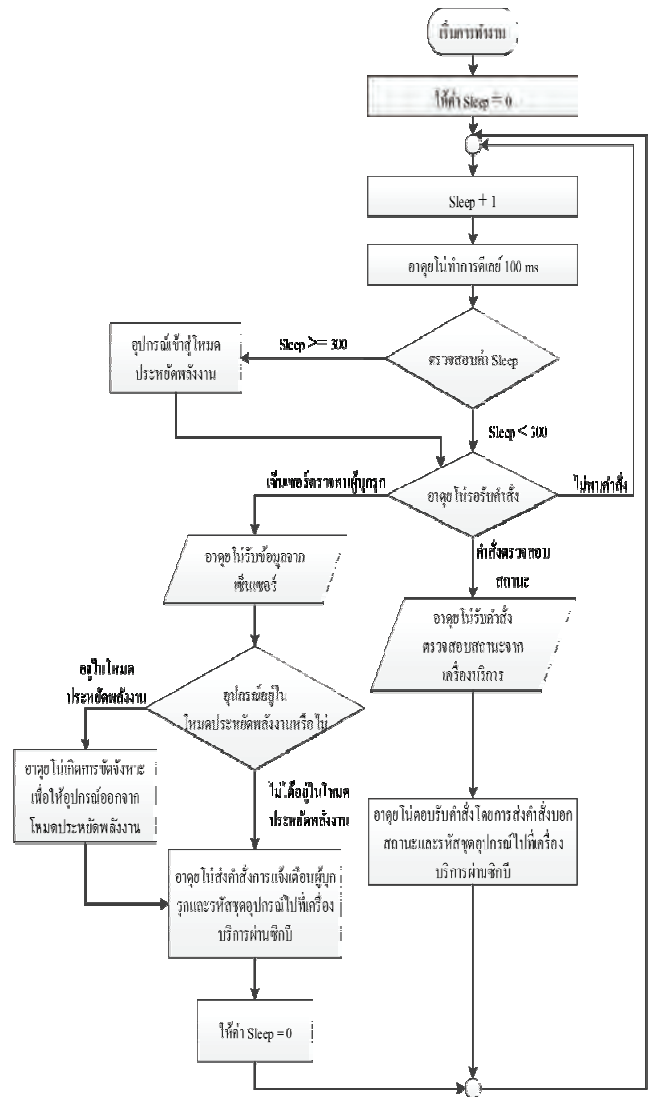 เริ่มการทำงาน
ให้ค่า Sleep = 0
Sleep + 1
อาดุยโน่ทำการดีเลย์ 100 ms
ตรวจสอบค่า Sleep
Sleep >= 300
อุปกรณ์เข้าสู่โหมด
ประหยัดพลังงาน
Sleep < 300
อาดุยโน่รอรับคำสั่ง
ไม่พบคำสั่ง
เซ็นเซอร์ตรวจพบผู้บุกรุก
อาดุยโน่รับข้อมูลจาก
เซ็นเซอร์
คำสั่งตรวจสอบ
สถานะ
อาดุยโน่รับคำสั่ง
ตรวจสอบสถานะจาก
เครื่องบริการ
อุปกรณ์อยู่ใน
โหมดประหยัดพลังงานหรือไม่
อยู่ในโหมด
ประหยัดพลังงาน
อาดุยโน่เกิดการขัดจังหวะ
เพื่อให้อุปกรณ์ออกจาก
โหมดประหยัดพลังงาน
ไม่ได้อยู่ในโหมด
ประหยัดพลังงาน
อาดุยโน่ส่งคำสั่งการแจ้งเตือนผู้บุก
รุกและรหัสชุดอุปกรณ์ไปที่เครื่อง
บริการผ่านซิกบี
อาดุยโน่ตอบรับคำสั่งโดยการส่งคำสั่งบอก
สถานะและรหัสชุดอุปกรณ์ไปที่เครื่อง
บริการผ่านซิกบี
ให้ค่า Sleep = 0